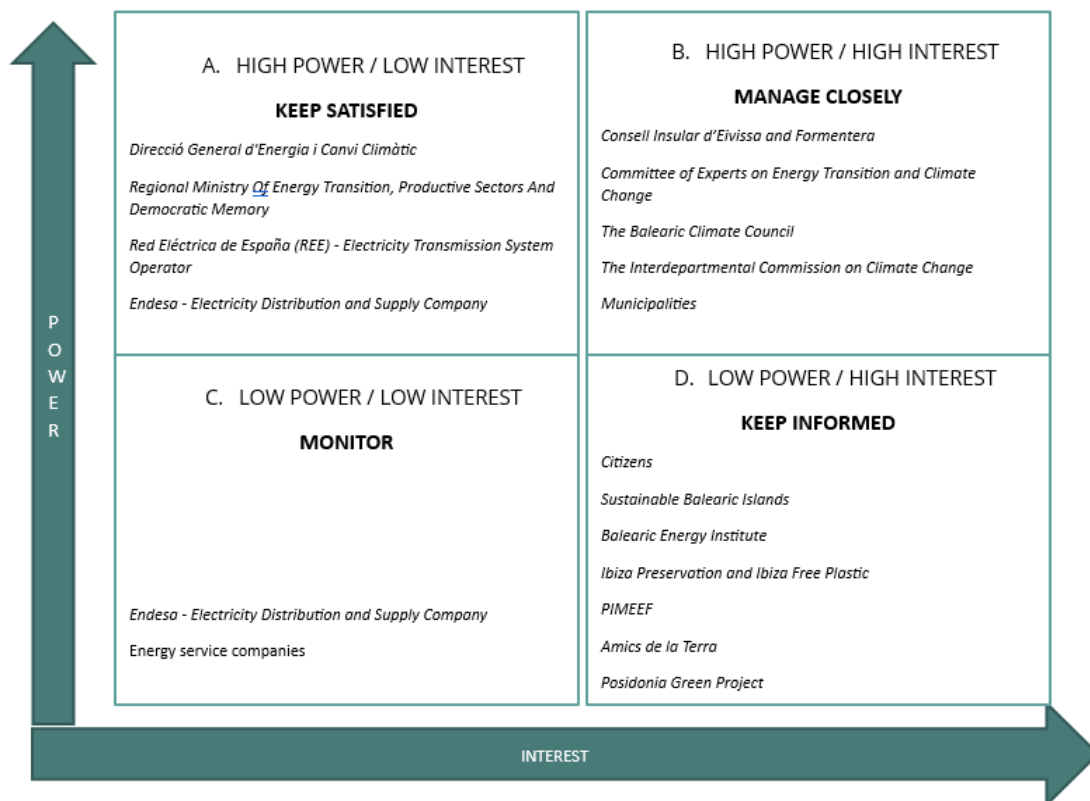 POWER
A. HIGH POWER / LOW INTEREST
KEEP SATISFIED
Direcció General d'Energia i Canvi Climàtic
Regional Ministry Of Energy Transition, Productive Sectors And
Democratic Memory
Red Eléctrica de España (REE) - Electricity Transmission System
Operator
Endesa - Electricity Distribution and Supply Company
B. HIGH POWER / HIGH INTEREST
MANAGE CLOSELY
Consell Insular d’Eivissa and Formentera
Committee of Experts on Energy Transition and Climate
Change
The Balearic Climate Council
The Interdepartmental Commission on Climate Change
Municipalities
C. LOW POWER / LOW INTEREST
MONITOR
Endesa - Electricity Distribution and Supply Company
Energy service companies
D. LOW POWER / HIGH INTEREST
KEEP INFORMED
Citizens
Sustainable Balearic Islands
Balearic Energy Institute
Ibiza Preservation and Ibiza Free Plastic
PIMEEF
Amics de la Terra
Posidonia Green Project
INTEREST